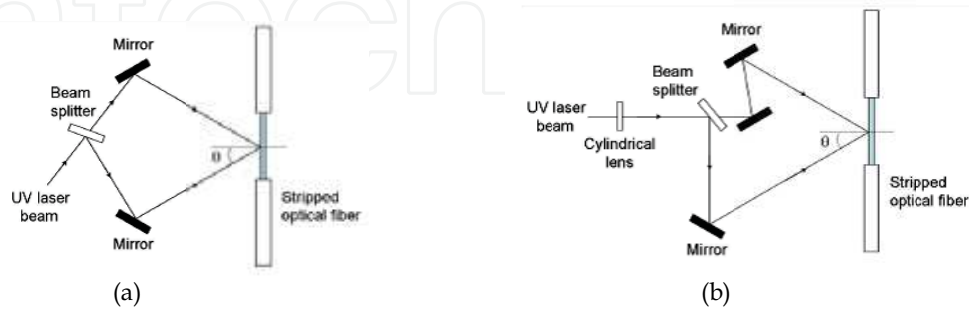 Mirror
Beam
splitter
θ
UV laser
beam
Mirror
Stripped
optical fiber
(a)
Mirror
Beam
splitter
UV laser
beam
Cylindrical
lens
θ
Stripped
optical fiber
Mirror
(b)